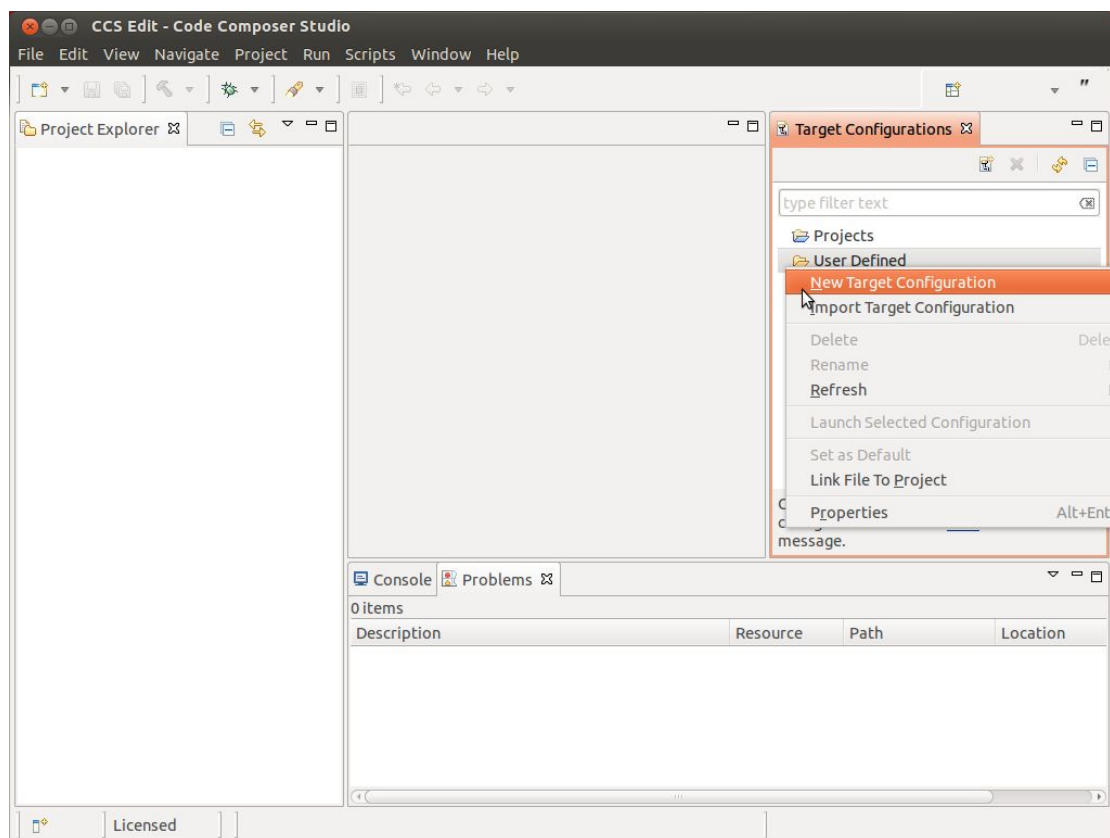 CCS Edit - Code Composer Studio
File Edit View Navigate Project Run Scripts Window Help
Project Explorer
Target Configurations
type filter text
Projects
User Defined
New Target Configuration
Import Target Configuration
Delete Dele
Rename
Refresh
Launch Selected Configuration
Set as Default
Link File To Project
Properties Alt+Ent
message.
Console Problems
0 items
Description Resource Path Location
Licensed